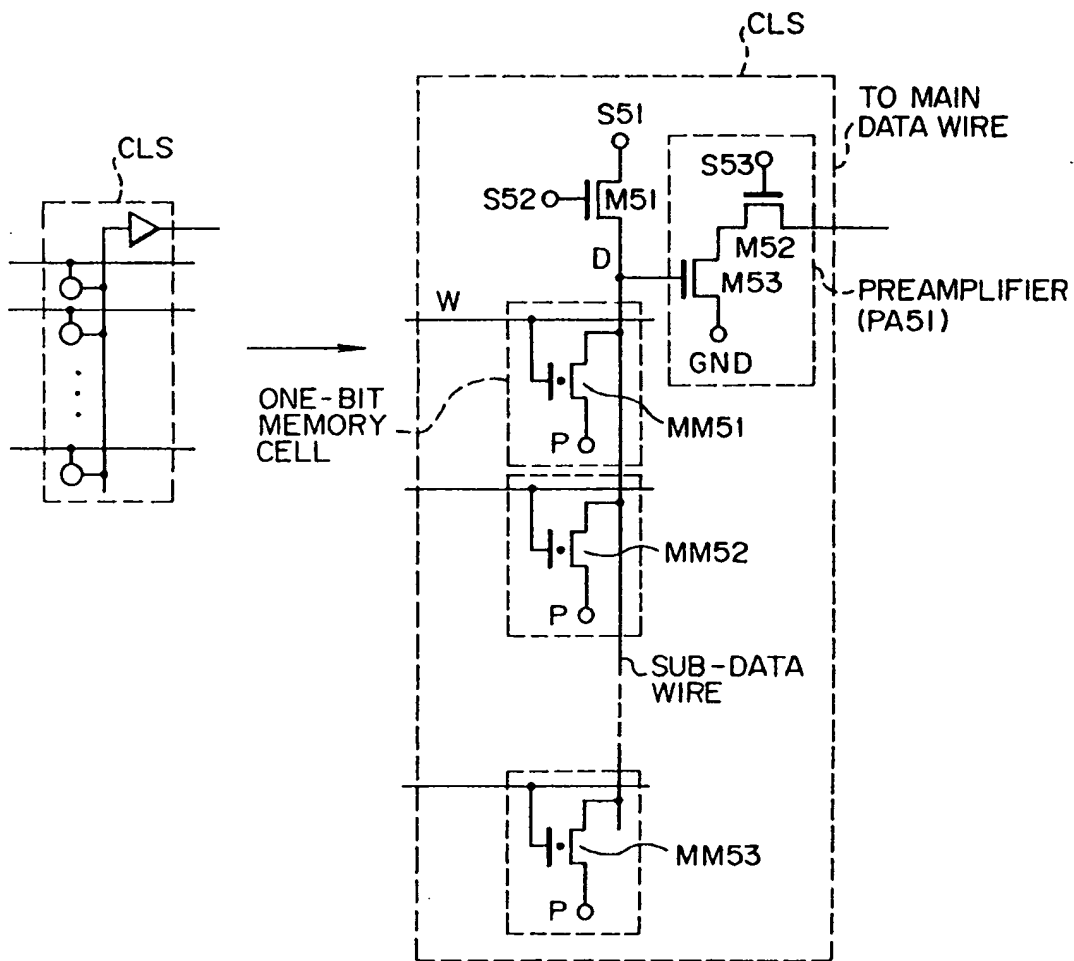 CLS
CLS
TO MAIN
DATA WIRE
S51
S53
S52
M51
M52
D
M53
PREAMPLIFIER
(PA51)
W
GND
ONE-BIT
MEMORY
CELL
MM51
P
MM52
P
SUB-DATA
WIRE
MM53
P